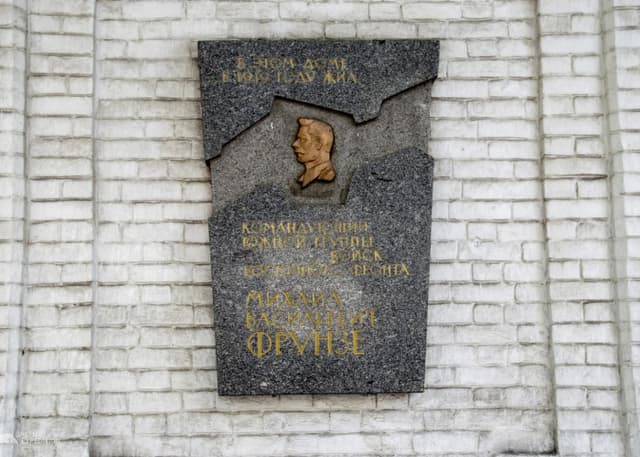 В ЭТОМ ДОМЕ
В 1919 ГОДУ ЖИЛ
КОМАНДУЮЩИЙ
ЮЖНОЙ ГРУППЫ
ВОЙСК
ВОСТОЧНОГО ФРОНТА
МИХАИЛ
ВАСИЛЬЕВИЧ
ФРУНЗЕ